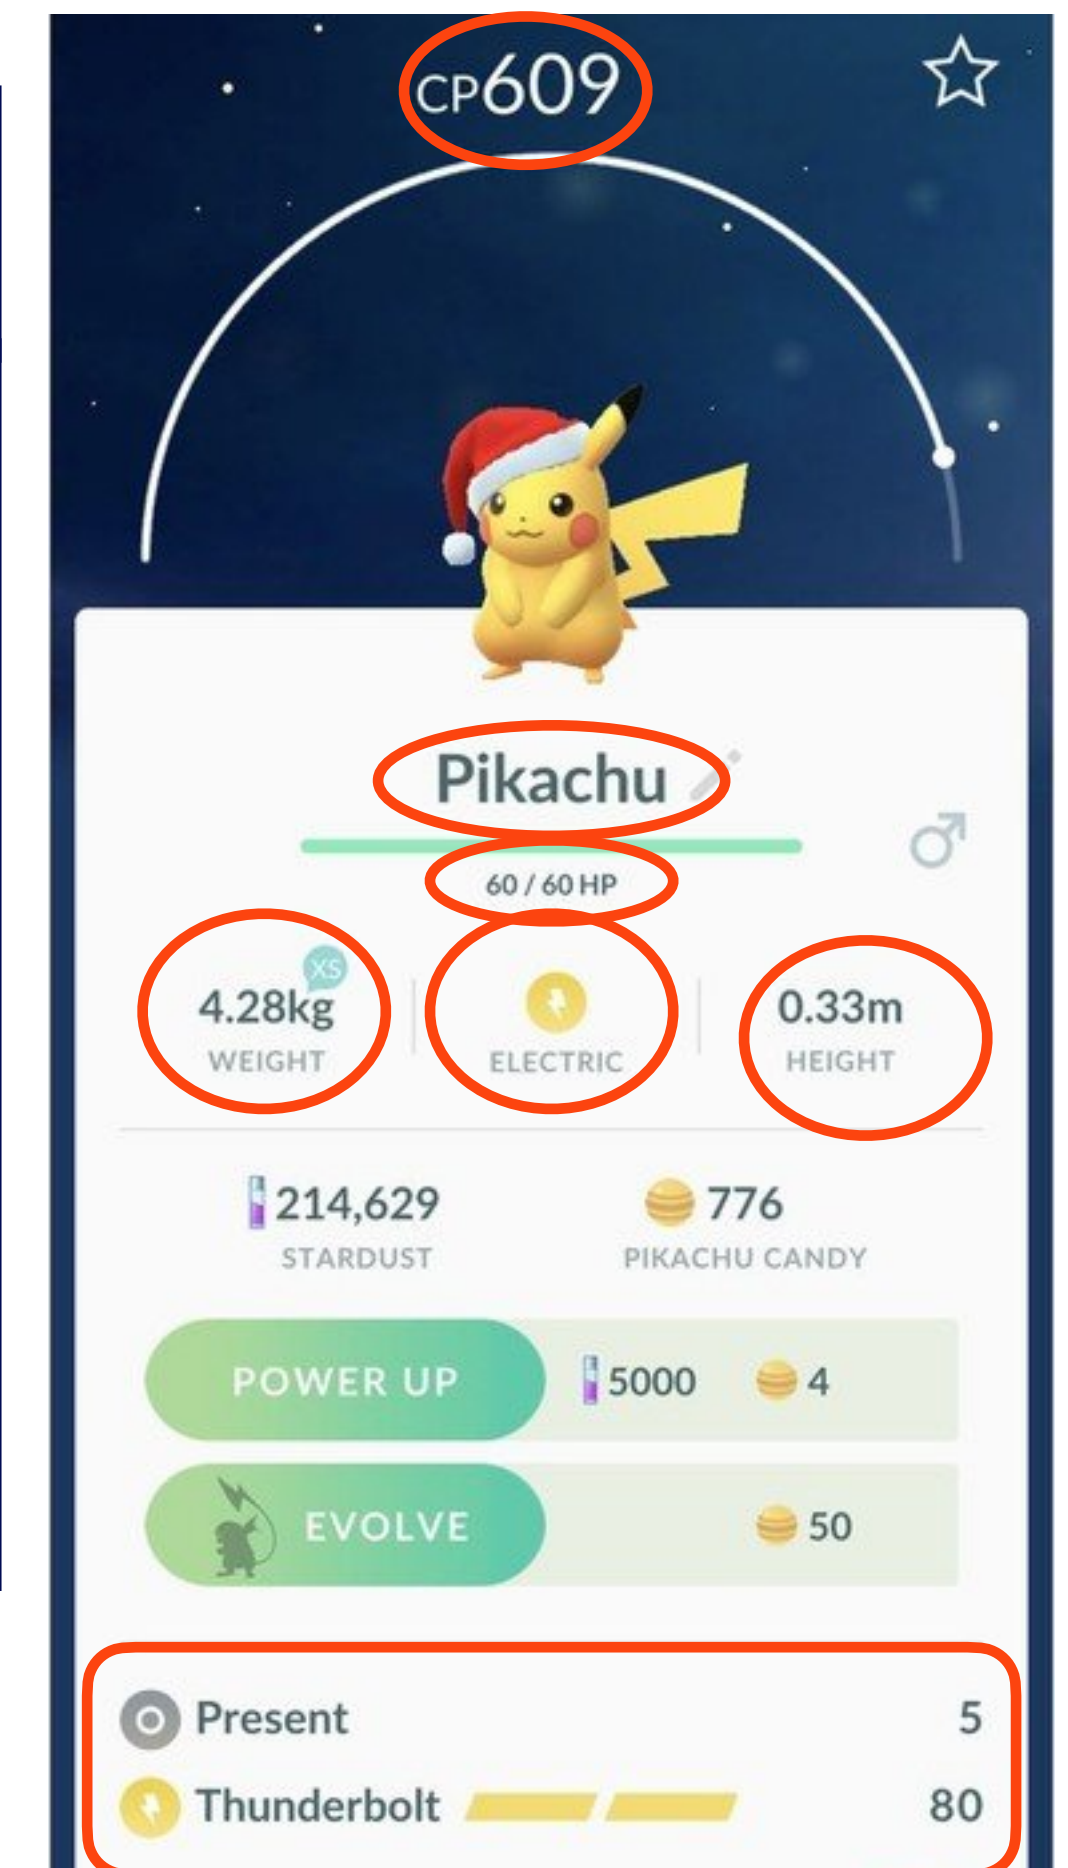 CP609
Pikachu
60 / 60 HP
XS
4.28kg
WEIGHT
ELECTRIC
0.33m
HEIGHT
214,629
STARDUST
776
PIKACHU CANDY
POWER UP 5000 4
EVOLVE 50
Present 5
Thunderbolt 80